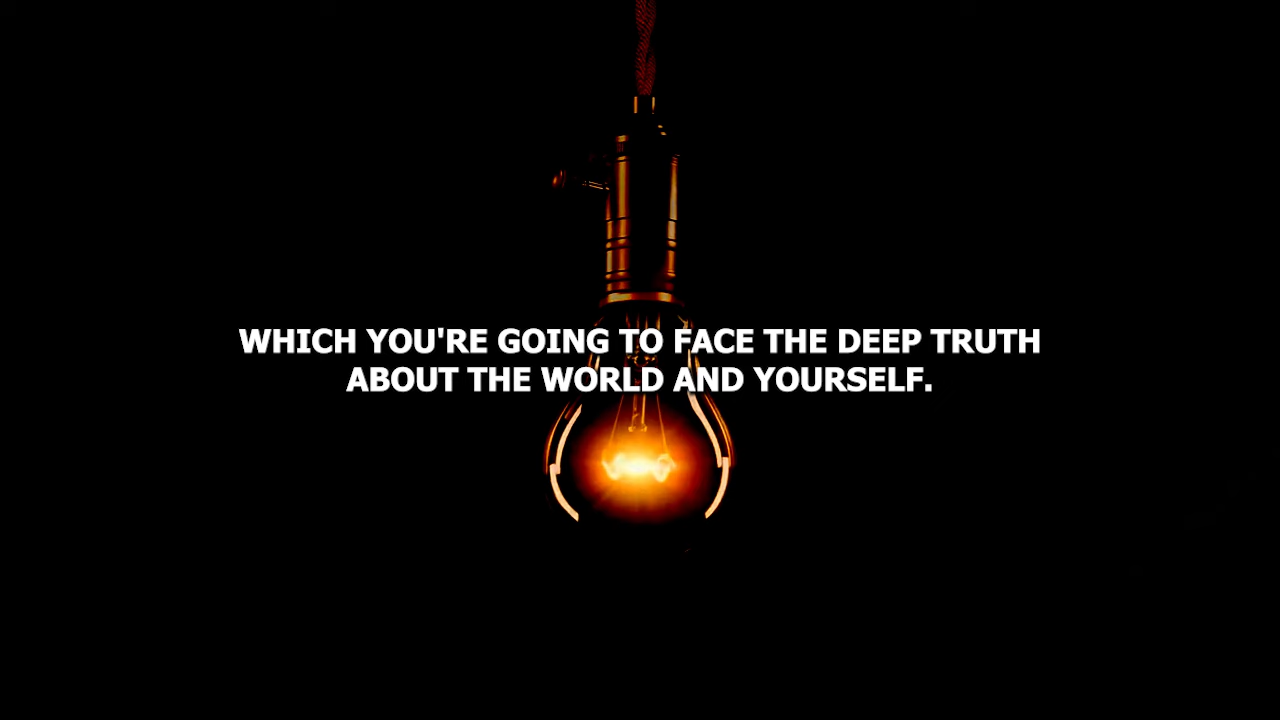 WHICH YOU'RE GOING TO FACE THE DEEP TRUTH
ABOUT THE WORLD AND YOURSELF.